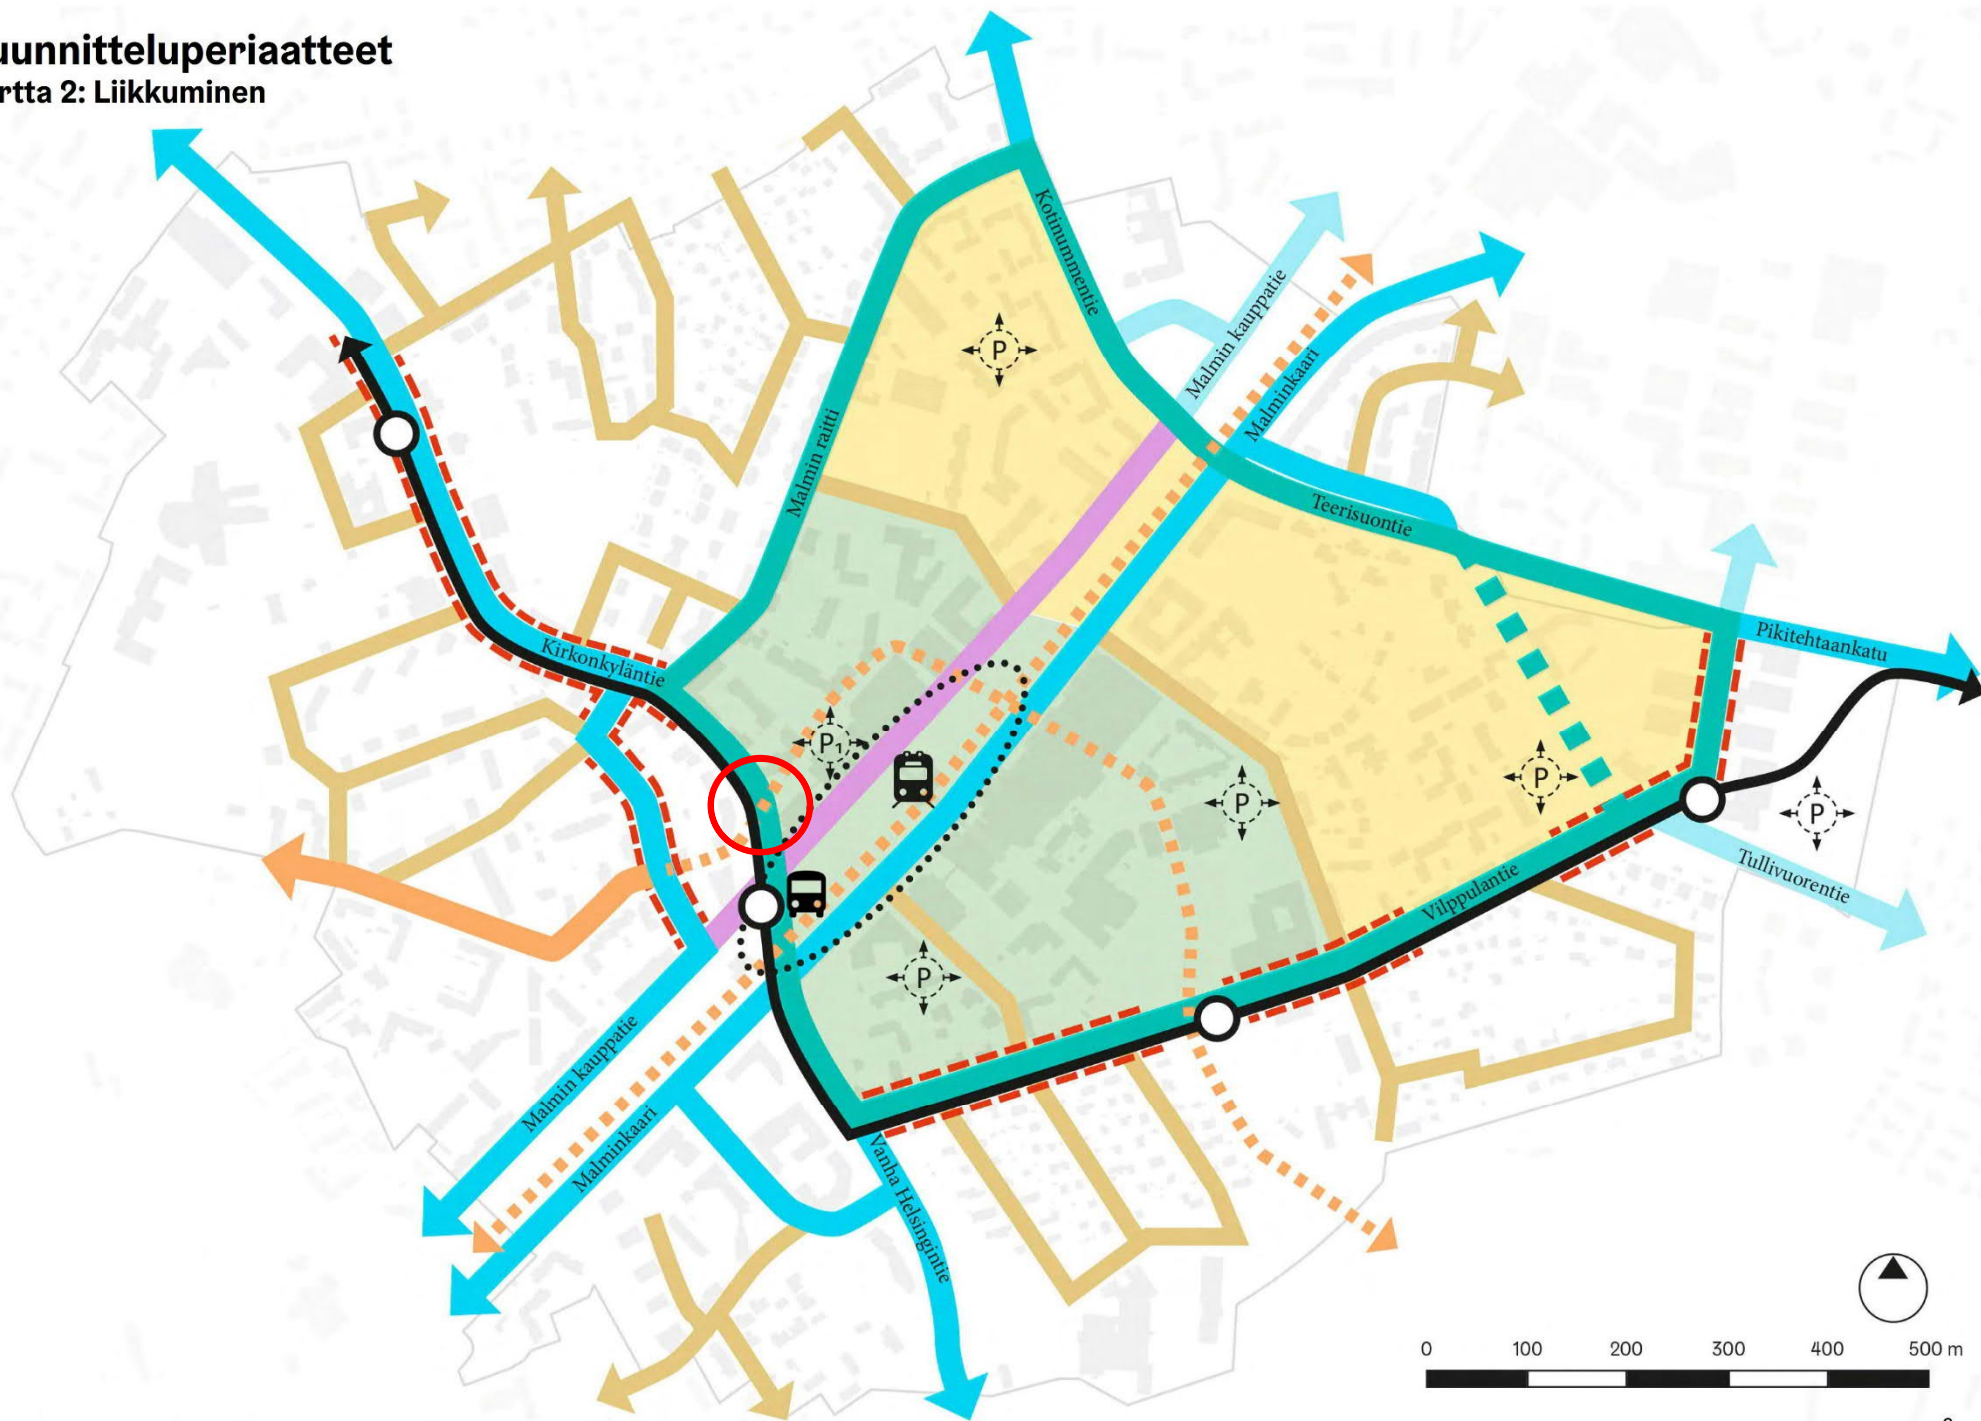 uunnitteluperiaatteet
rtta 2: Liikkuminen
Kotinummentie
Malmin kauppatie
Malminkaari
Malmin raitti
P
Teerisuontie
Pikitehtaankatu
Kirkonkyläntie
P₁
P
P
P
Tullivuorentie
Vilppulantie
P
Malmin kauppatie
Malminkaari
Vanha Helsingintie
0 100 200 300 400 500 m